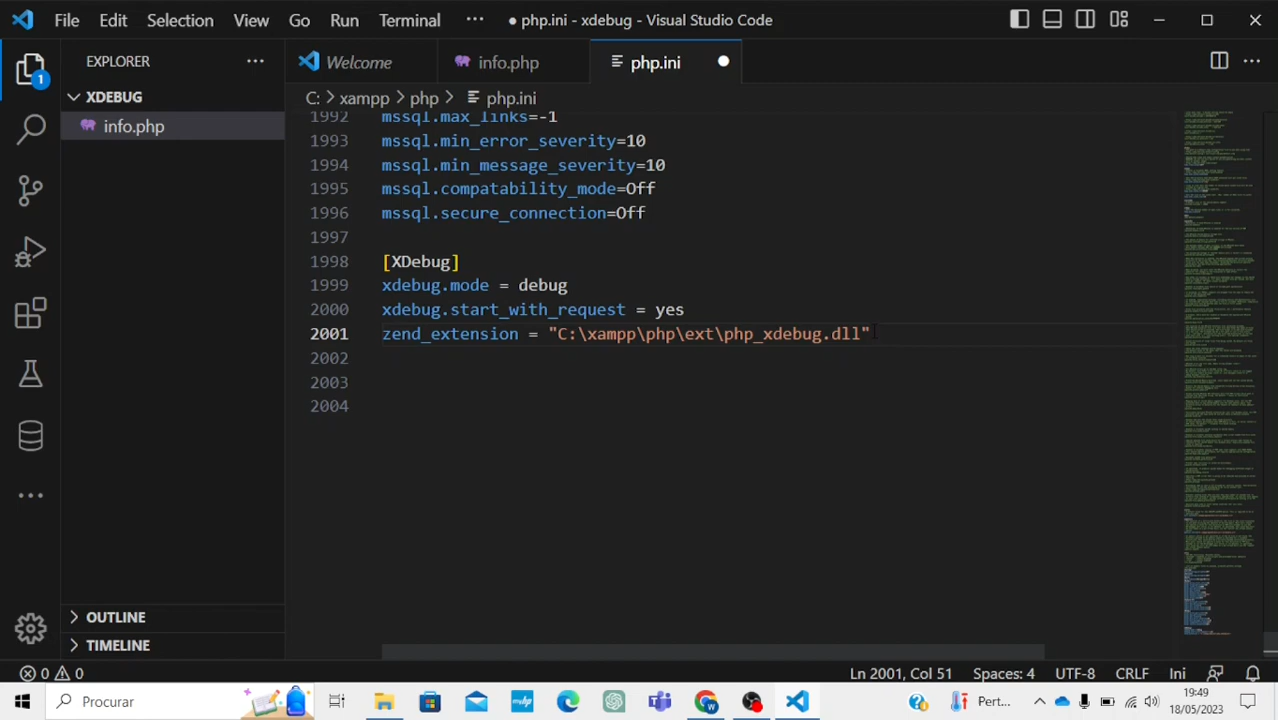 File Edit Selection View Go Run Terminal ··· ● php.ini - xdebug - Visual Studio Code
EXPLORER ···
Welcome info.php php.ini
XDEBUG
info.php
1
C: > xampp > php > php.ini
1992 mssql.max_links=-1
1993 mssql.min_error_severity=10
1994 mssql.min_message_severity=10
1995 mssql.compatability_mode=Off
1996 mssql.secure_connection=Off
1997
1998 [XDebug]
1999 xdebug.mode = debug
2000 xdebug.start_with_request = yes
2001 zend_extension = "C:\xampp\php\ext\php_xdebug.dll"
2002
2003
2004
OUTLINE
TIMELINE
0 0 Ln 2001, Col 51 Spaces: 4 UTF-8 CRLF Ini
Procurar Pert... 19:49
18/05/2023